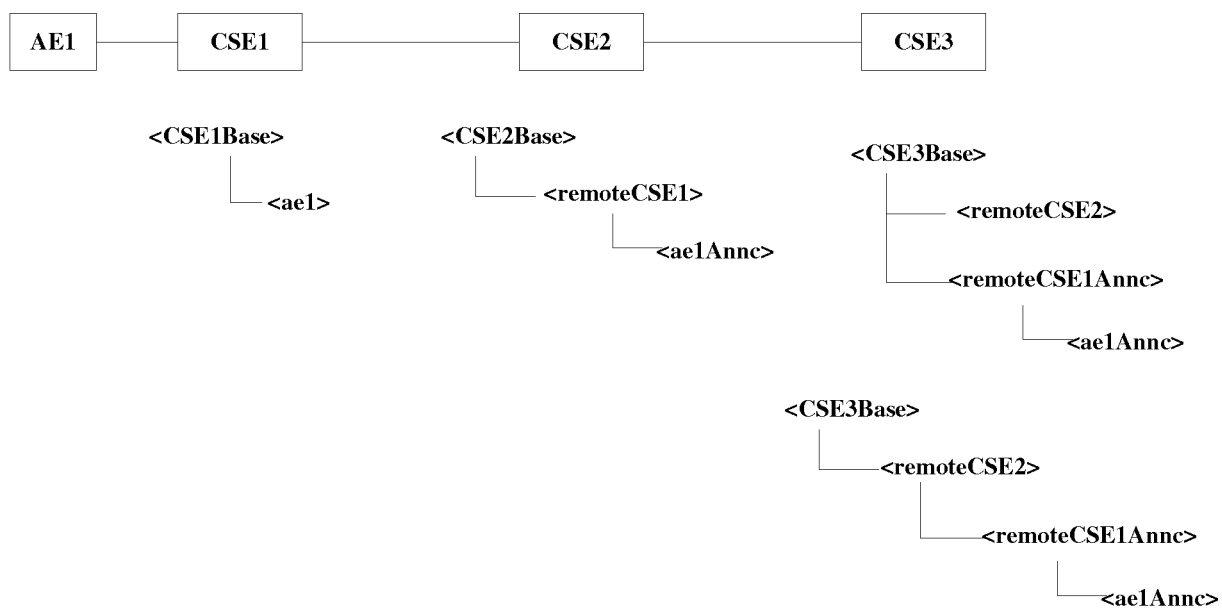 AE1 CSE1 CSE2 CSE3
<CSE1Base> <CSE2Base>
<CSE3Base>
<remoteCSE1>
<ae1>
<remoteCSE2>
<ae1Annc>
<remoteCSE1Annc>
<ae1Annc>
<CSE3Base>
<remoteCSE2>
<remoteCSE1Annc>
<ae1Annc>